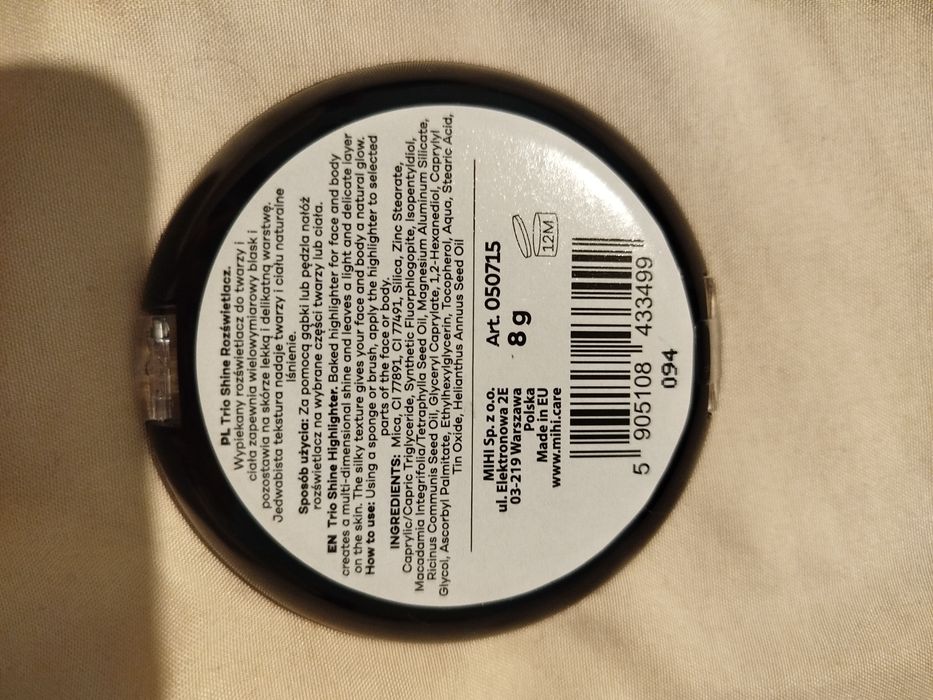 PL Trio Shine Rozświetlacz.
Wypiekany rozświetlacz do twarzy i
ciała zapewnia wielowymiarowy blask i
pozostawia na skórze lekką i delikatną warstwę.
Jedwabista tekstura nadaje twarzy i ciału naturalne
lśnienie.
Sposób użycia: Za pomocą gąbki lub pędzla nałóż
rozświetlacz na wybrane części twarzy lub ciała.
EN Trio Shine Highlighter. Baked highlighter for face and body
creates a multi-dimensional shine and leaves a light and delicate layer
on the skin. The silky texture gives your face and body a natural glow.
How to use: Using a sponge or brush, apply the highlighter to selected
parts of the face or body.
INGREDIENTS: Mica, CI 77891, CI 77491, Silica, Zinc Stearate,
Caprylic/Capric Triglyceride, Synthetic Fluorphlogopite, Isopentyldiol,
Macadamia Integrifolia/Tetraphylla Seed Oil, Magnesium Aluminum Silicate,
Ricinus Communis Seed Oil, Glyceryl Caprylate, 1,2-Hexanediol, Caprylyl
Glycol, Ascorbyl Palmitate, Ethylhexylglycerin, Tocopherol, Aqua, Stearic Acid,
Tin Oxide, Helianthus Annuus Seed Oil
MIHI Sp. z o.o.
ul. Elektronowa 2E
03-219 Warszawa
Polska
Made in EU
www.mihi.care
Art. 050715
8 g
12M
5 905108 433499
094